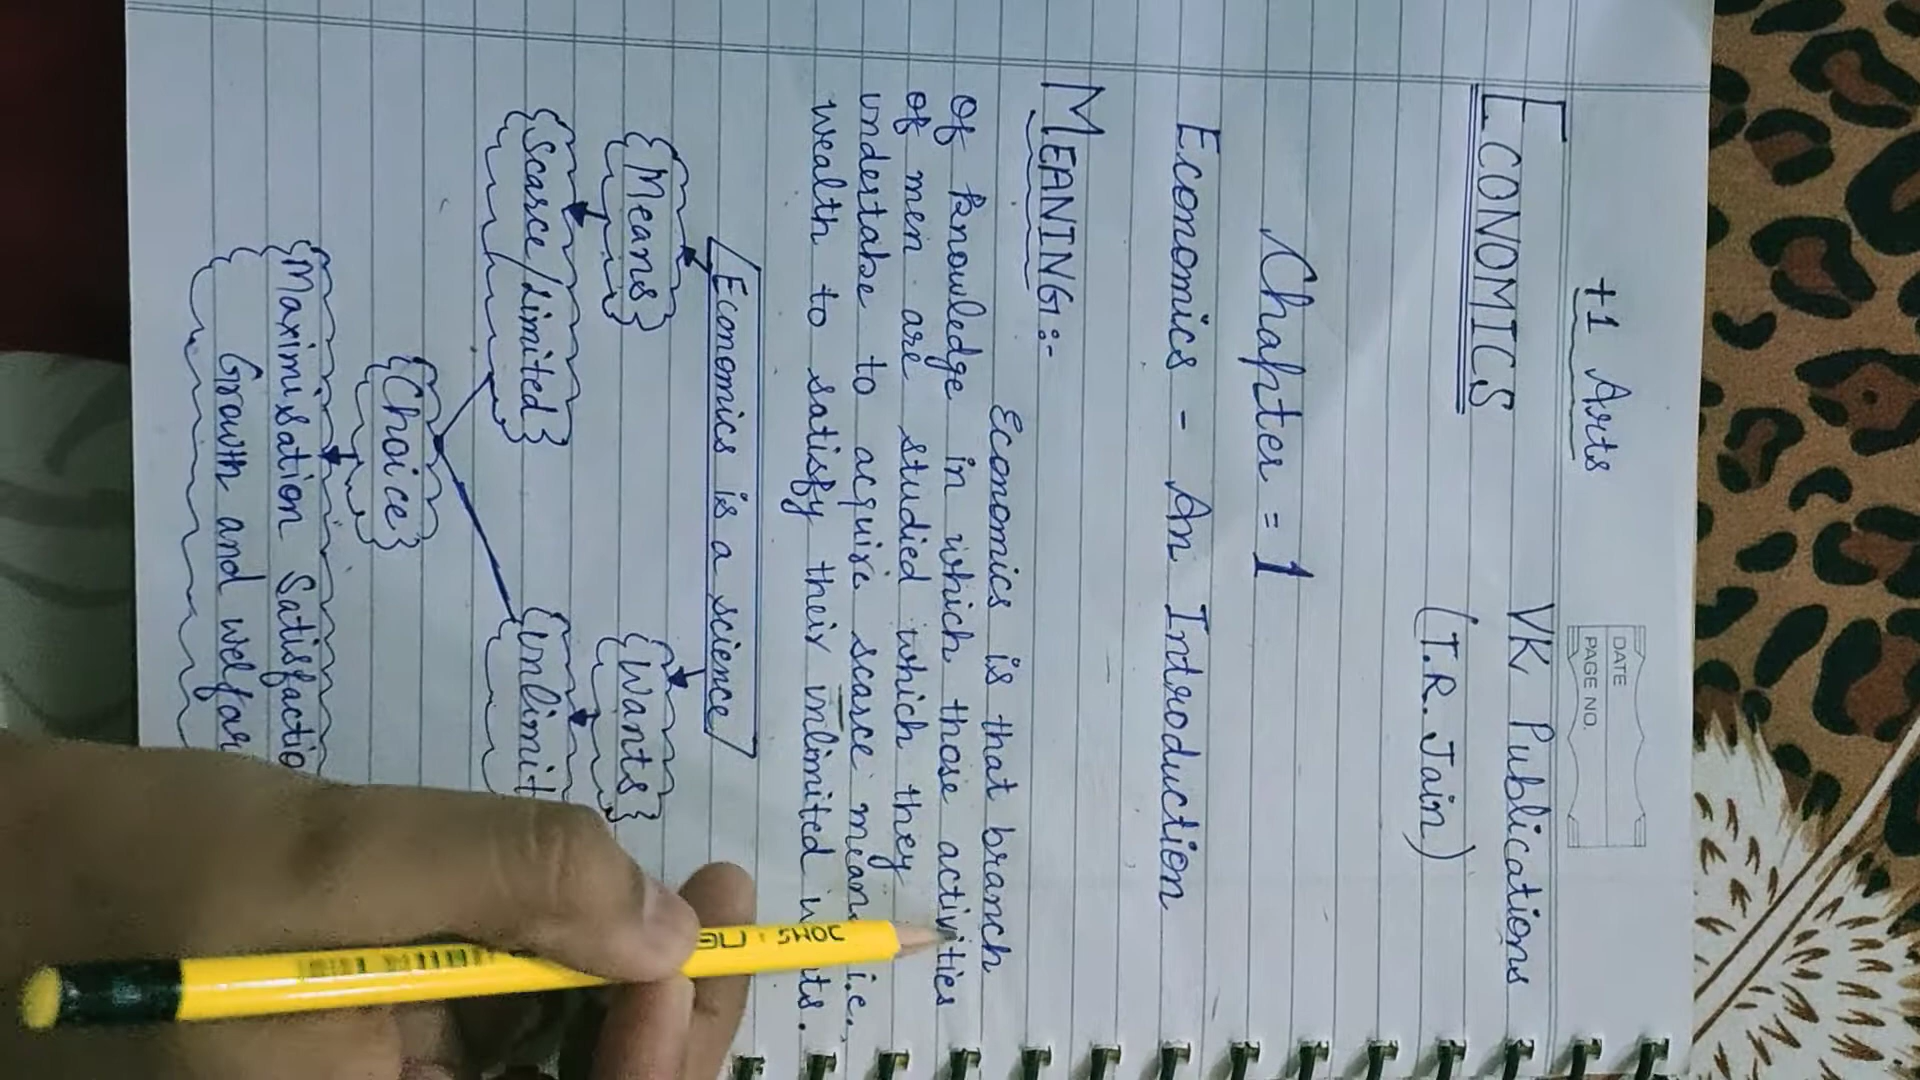 +1 Arts
DATE
PAGE NO.
ECONOMICS VK Publications
(T.R. Jain)
Chapter = 1
Economics - An Introduction
MEANING:-
Economics is that branch
of knowledge in which those activities
of men are studied which they
undertake to acquire scarce means i.e.,
wealth to satisfy their unlimited wants.
Economics is a science
{Means} {Wants}
{Scarce/Limited} {Unlimit
{Choice}
{Maximisation Satisfactio
Growth and welfar
JOMS